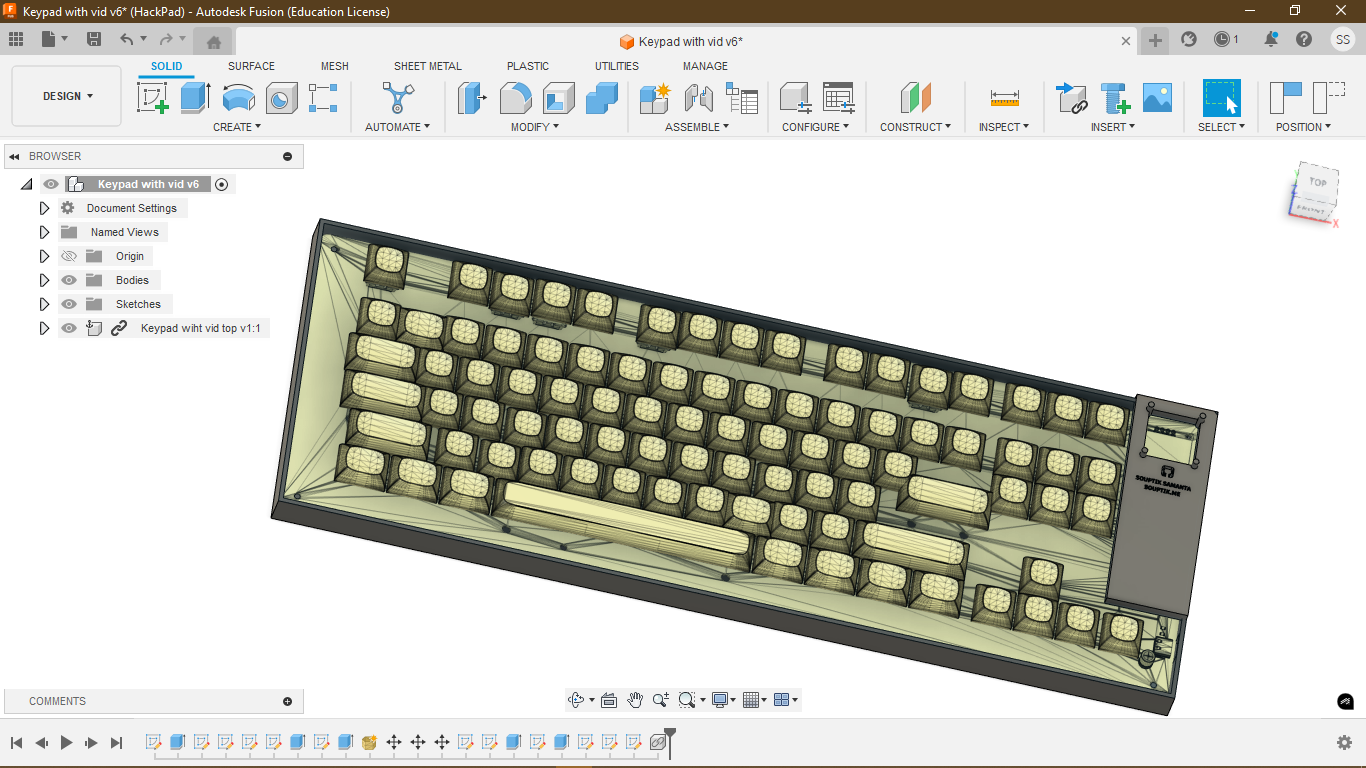 Keypad with vid v6* (HackPad) - Autodesk Fusion (Education License)
Keypad with vid v6*
1
SS
DESIGN
SOLID
SURFACE
MESH
SHEET METAL
PLASTIC
UTILITIES
MANAGE
CREATE
AUTOMATE
MODIFY
ASSEMBLE
CONFIGURE
CONSTRUCT
INSPECT
INSERT
SELECT
POSITION
BROWSER
Keypad with vid v6
Document Settings
Named Views
Origin
Bodies
Sketches
Keypad wiht vid top v1:1
TOP
FRONT
X
SOUPTIK SAMANTA
SOUPTIK.ME
COMMENTS